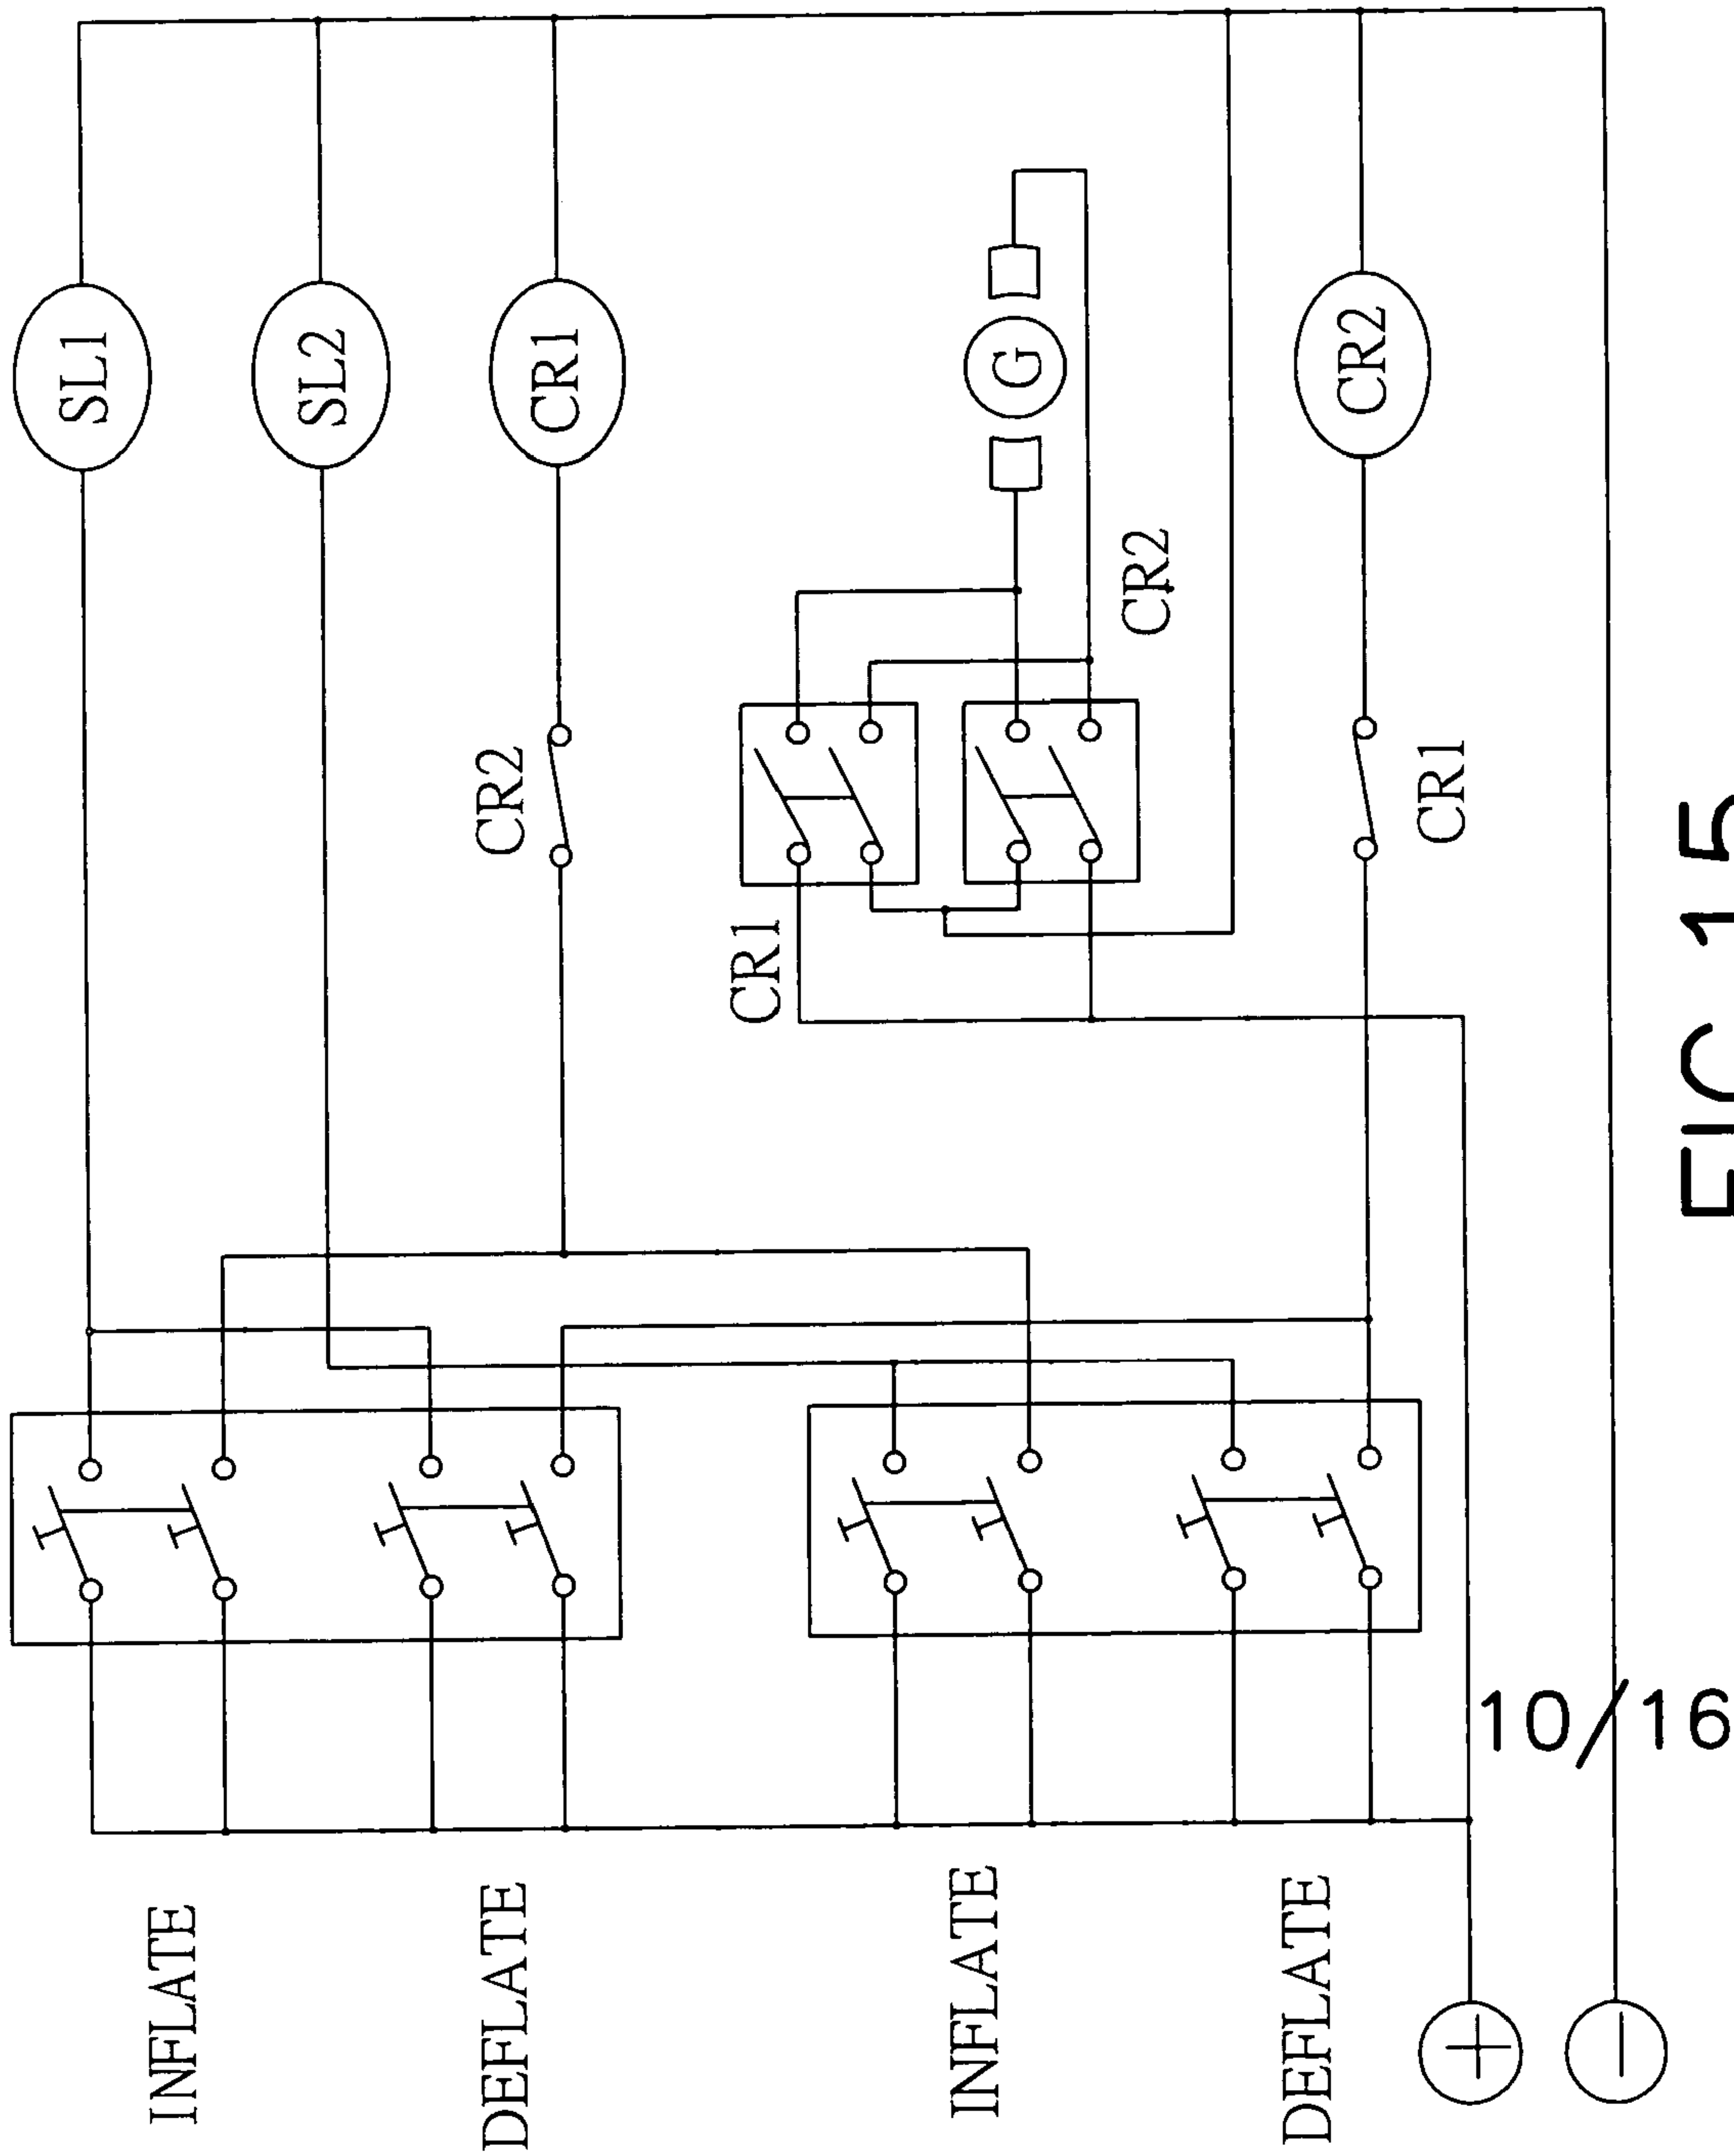 INFLATE
DEFLATE
INFLATE
DEFLATE
SL1
SL2
CR1
CR2
CR1
CR2
G
CR1
CR2
+
−
10/16
FIG 15